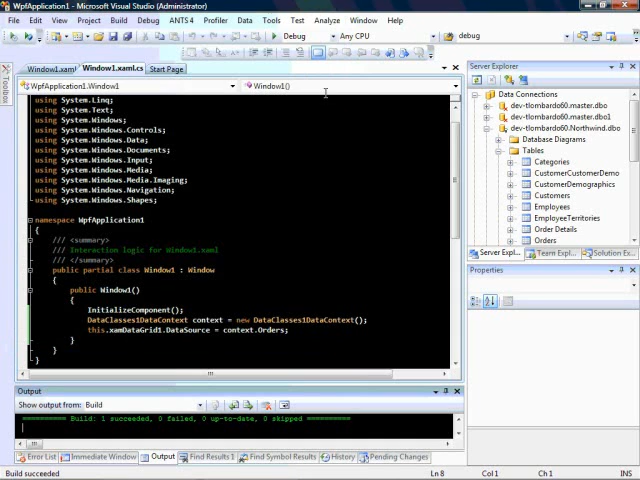 WpfApplication1 - Microsoft Visual Studio (Administrator)
File Edit View Project Build Debug ANTS 4 Profiler Data Tools Test Analyze Window Help
Debug Any CPU debug
Window1.xaml Window1.xaml.cs Start Page
WpfApplication1.Window1 Window1()
using System.Linq;
using System.Text;
using System.Windows;
using System.Windows.Controls;
using System.Windows.Data;
using System.Windows.Documents;
using System.Windows.Input;
using System.Windows.Media;
using System.Windows.Media.Imaging;
using System.Windows.Navigation;
using System.Windows.Shapes;
namespace WpfApplication1
{
/// <summary>
/// Interaction logic for Window1.xaml
/// </summary>
public partial class Window1 : Window
{
public Window1()
{
InitializeComponent();
DataClasses1DataContext context = new DataClasses1DataContext();
this.xamDataGrid1.DataSource = context.Orders;
}
}
}
Toolbox
Server Explorer
Data Connections
dev-tlombardo60.master.dbo
dev-tlombardo60.master.dbo1
dev-tlombardo60.Northwind.dbo
Database Diagrams
Tables
Categories
CustomerCustomerDemo
CustomerDemographics
Customers
Employees
EmployeeTerritories
Order Details
Orders
Server Expl... Team Expl... Solution Ex...
Properties
Output
Show output from: Build
========== Build: 1 succeeded, 0 failed, 0 up-to-date, 0 skipped ==========
Error List Immediate Window Output Find Results 1 Find Symbol Results History Pending Changes
Build succeeded Ln 8 Col 1 Ch 1